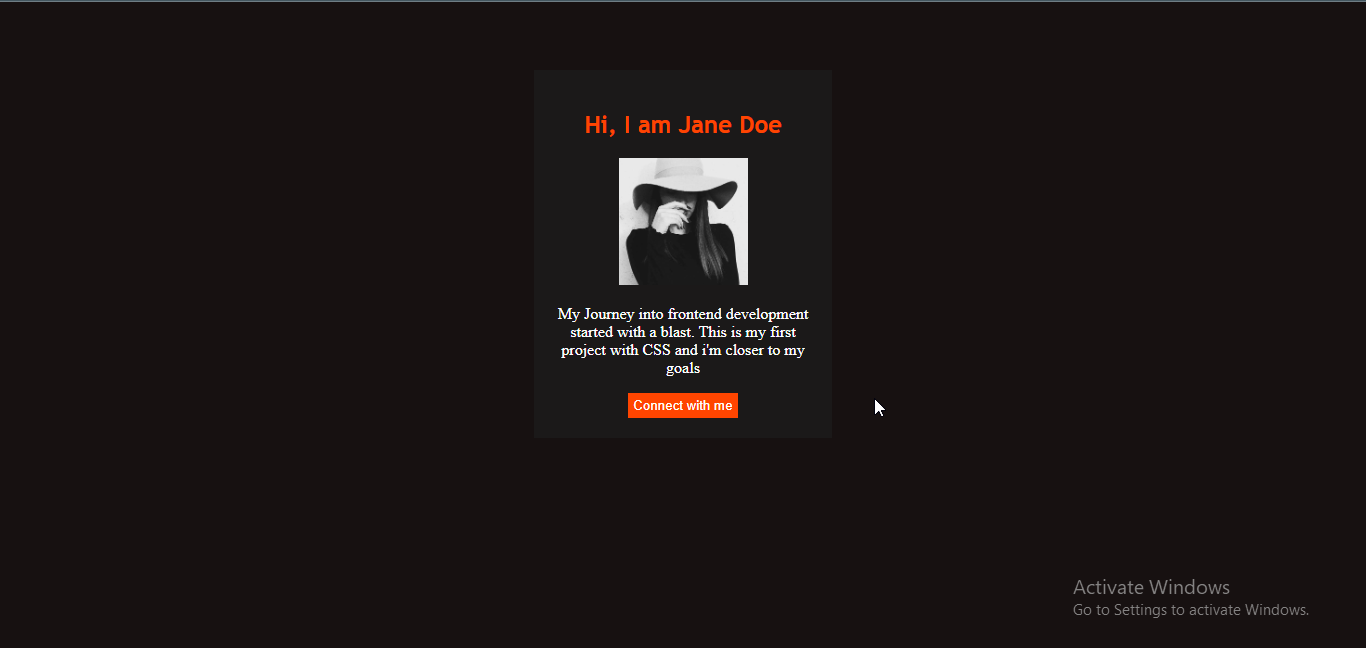 Hi, I am Jane Doe
My Journey into frontend development
started with a blast. This is my first
project with CSS and i'm closer to my
goals
Connect with me
Activate Windows
Go to Settings to activate Windows.